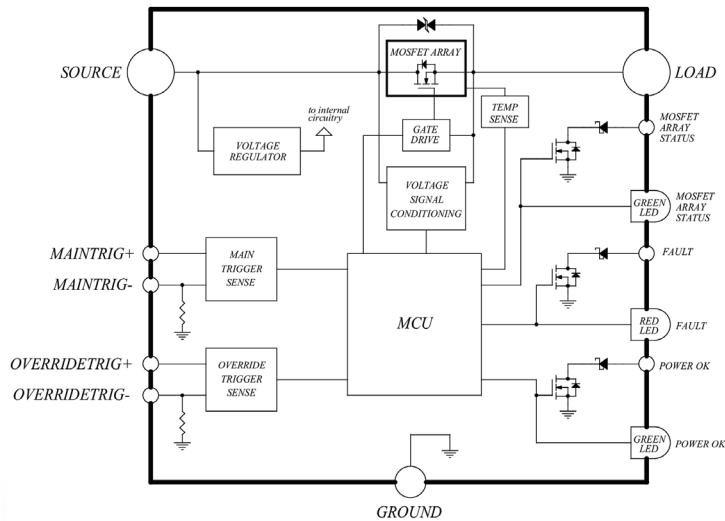 SOURCE
MOSFET ARRAY
LOAD
to internal
circuitry
TEMP
SENSE
MOSFET
ARRAY
STATUS
VOLTAGE
REGULATOR
GATE
DRIVE
VOLTAGE
SIGNAL
CONDITIONING
GREEN
LED
MOSFET
ARRAY
STATUS
MAINTRIG+
MAINTRIG-
MAIN
TRIGGER
SENSE
FAULT
MCU
RED
LED
FAULT
OVERRIDETRIG+
OVERRIDETRIG-
OVERRIDE
TRIGGER
SENSE
POWER OK
GREEN
LED
POWER OK
GROUND